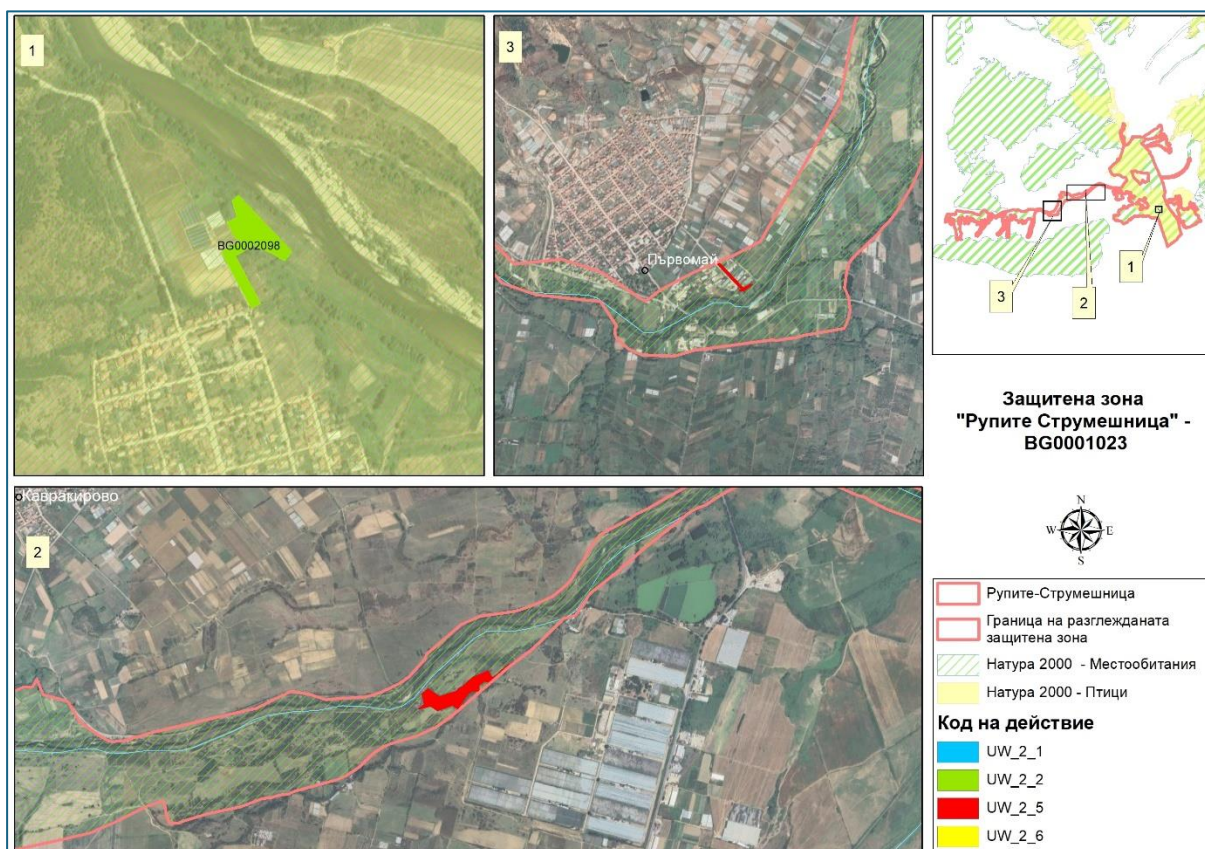 1
BG0002098
3
Първомай
1
3
2
Защитена зона
"Рупите Струмешница" -
BG0001023
N
W E
S
Кавракирово
2
Рупите-Струмешница
Граница на разглежданата
защитена зона
Натура 2000 - Местообитания
Натура 2000 - Птици
Код на действие
UW_2_1
UW_2_2
UW_2_5
UW_2_6